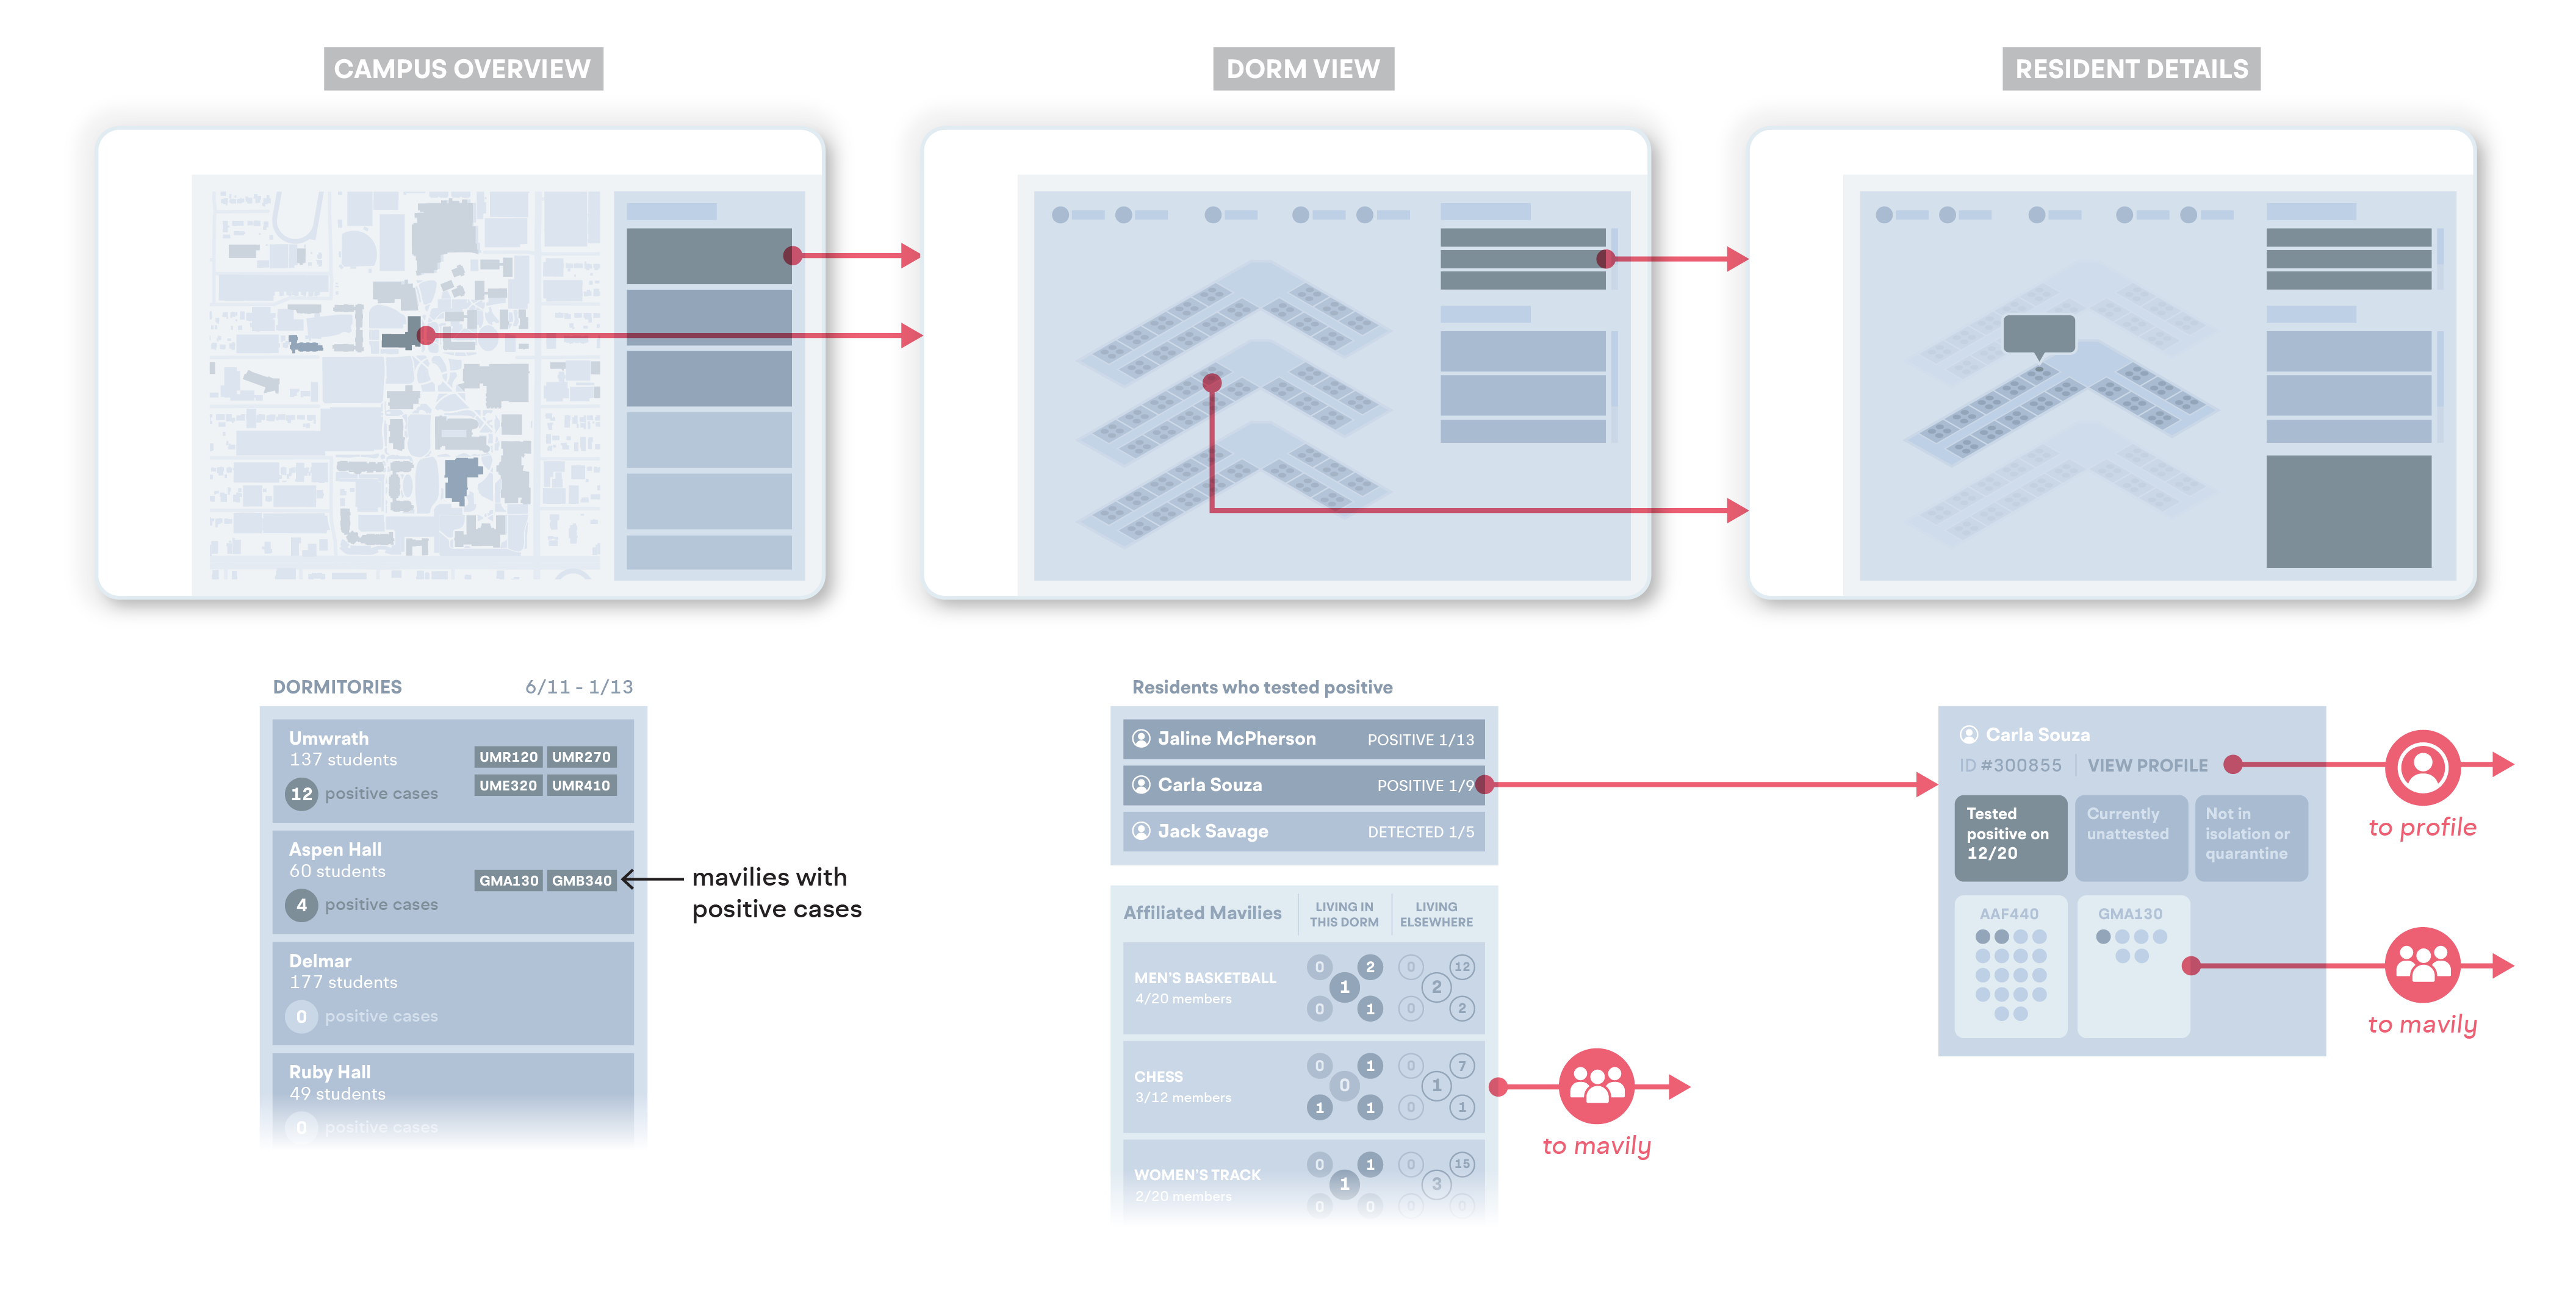 CAMPUS OVERVIEW
DORM VIEW
RESIDENT DETAILS
DORMITORIES 6/11 - 1/13
Umwrath
137 students
12 positive cases
UMR120 UMR270
UME320 UMR410
Aspen Hall
60 students
4 positive cases
GMA130 GMB340
mavilies with
positive cases
Delmar
177 students
0 positive cases
Ruby Hall
49 students
0 positive cases
Residents who tested positive
Jaline McPherson POSITIVE 1/13
Carla Souza POSITIVE 1/9
Jack Savage DETECTED 1/5
Affiliated Mavilies
LIVING IN
THIS DORM
LIVING
ELSEWHERE
MEN'S BASKETBALL
4/20 members
0 2
1
0 1
0 12
2
0 2
CHESS
3/12 members
0 1
0
1 1
0 7
1
0 1
WOMEN'S TRACK
2/20 members
0 1
1
0 0
0 15
3
0 0
to mavily
Carla Souza
ID #300855 VIEW PROFILE
Tested
positive on
12/20
Currently
unattested
Not in
isolation or
quarantine
AAF440
GMA130
to profile
to mavily